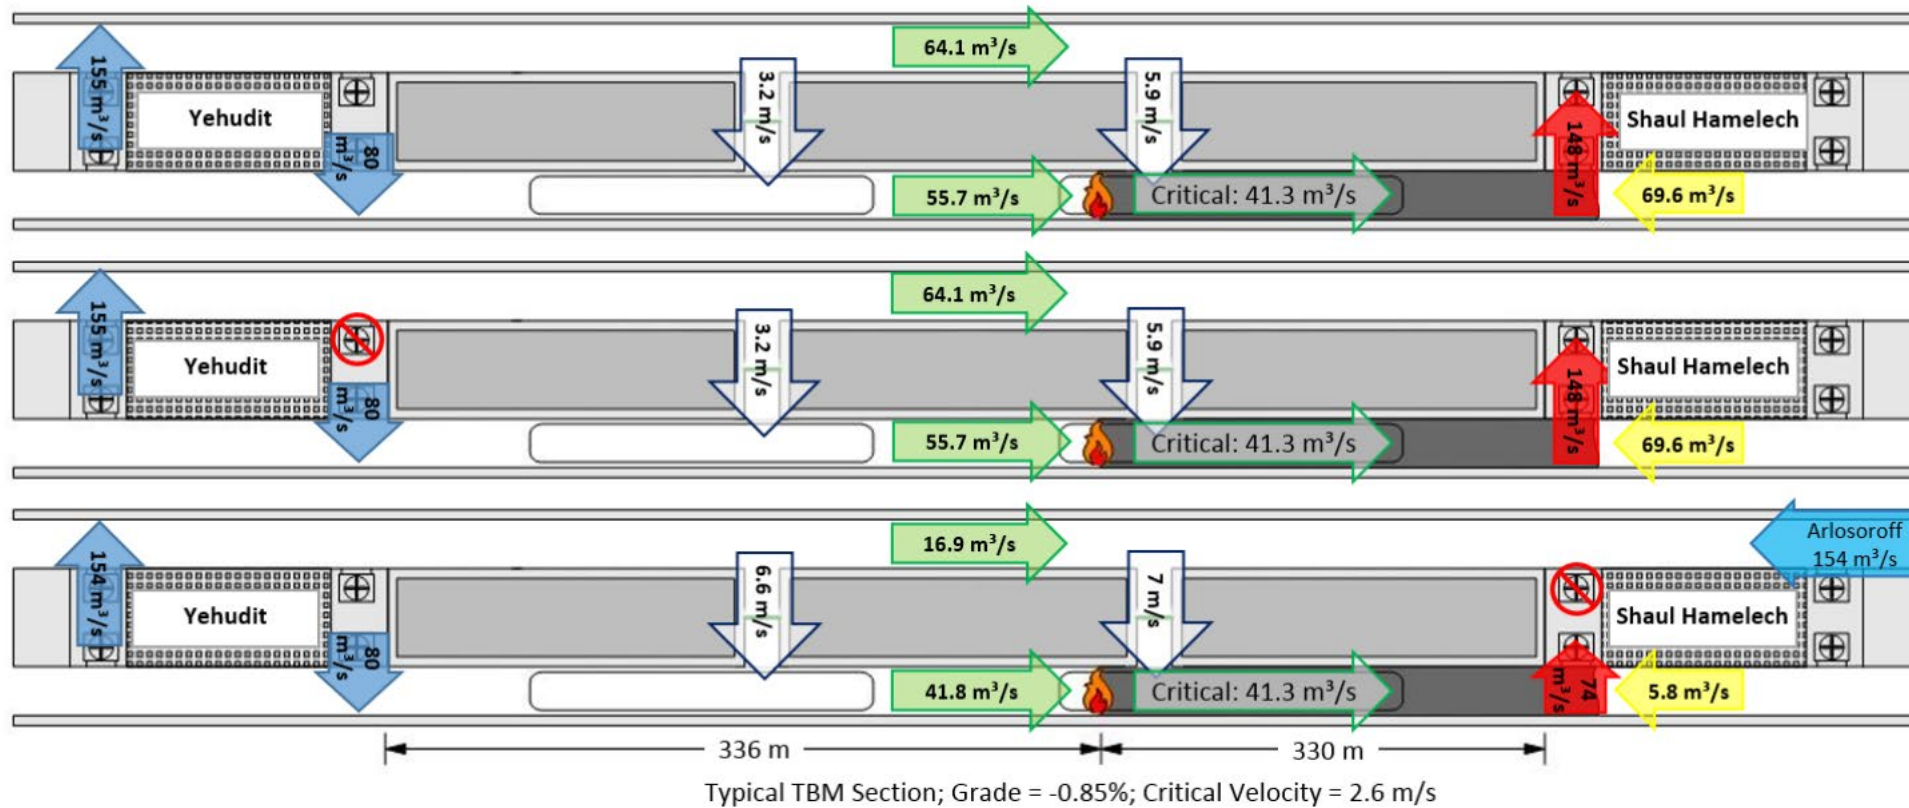 64.1 m³/s
155 m³/s
Yehudit
80 m³/s
3.2 m/s
5.9 m/s
148 m³/s
Shaul Hamelech
55.7 m³/s
Critical: 41.3 m³/s
69.6 m³/s
64.1 m³/s
155 m³/s
Yehudit
80 m³/s
3.2 m/s
5.9 m/s
148 m³/s
Shaul Hamelech
55.7 m³/s
Critical: 41.3 m³/s
69.6 m³/s
16.9 m³/s
Arlosoroff
154 m³/s
154 m³/s
Yehudit
80 m³/s
6.6 m/s
7 m/s
74 m³/s
Shaul Hamelech
41.8 m³/s
Critical: 41.3 m³/s
5.8 m³/s
336 m
330 m
Typical TBM Section; Grade = -0.85%; Critical Velocity = 2.6 m/s